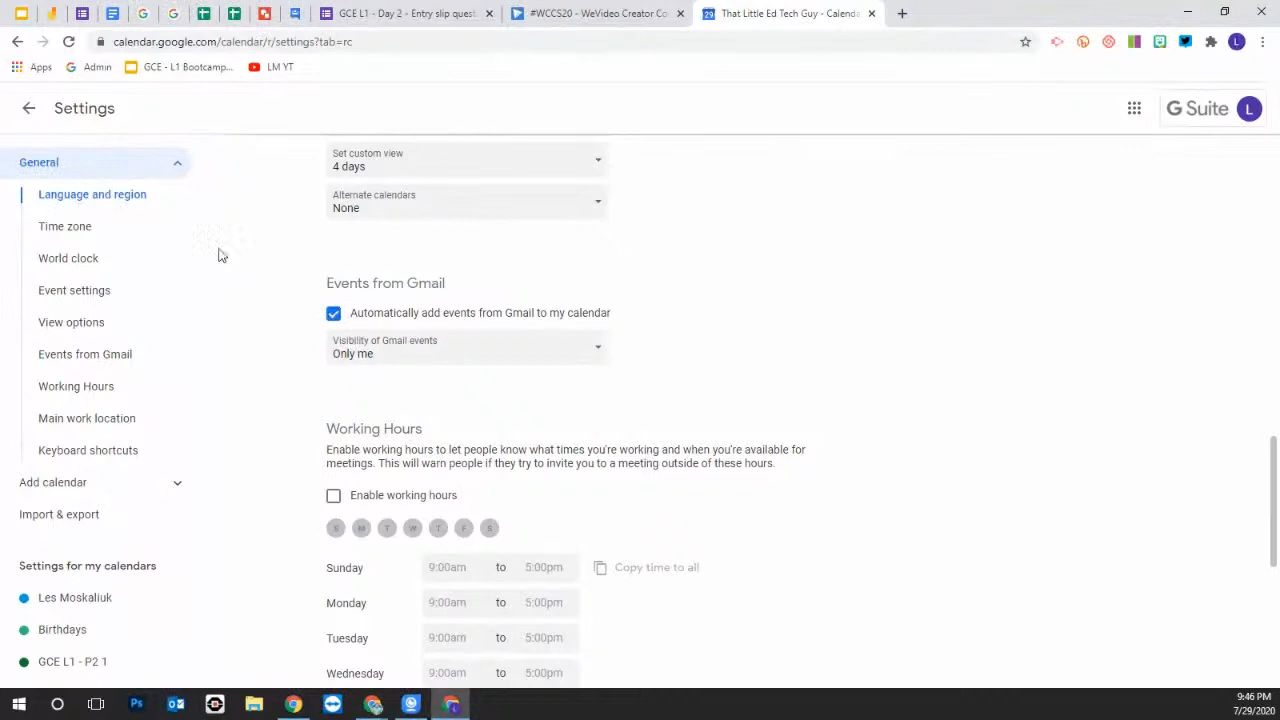 GCE L1 - Day 2 - Entry slip quest
#WCCS20 - WeVideo Creator Co
29
That Little Ed Tech Guy - Calenda
calendar.google.com/calendar/r/settings?tab=rc
L
Apps
Admin
GCE - L1 Bootcamp...
LM YT
Settings
G Suite
L
General
Language and region
Time zone
World clock
Event settings
View options
Events from Gmail
Working Hours
Main work location
Keyboard shortcuts
Add calendar
Import & export
Settings for my calendars
Les Moskaliuk
Birthdays
GCE L1 - P2 1
Set custom view
4 days
Alternate calendars
None
Events from Gmail
Automatically add events from Gmail to my calendar
Visibility of Gmail events
Only me
Working Hours
Enable working hours to let people know what times you're working and when you're available for
meetings. This will warn people if they try to invite you to a meeting outside of these hours.
Enable working hours
S M T W T F S
Sunday 9:00am to 5:00pm Copy time to all
Monday 9:00am to 5:00pm
Tuesday 9:00am to 5:00pm
Wednesday 9:00am to 5:00pm
Ps
9:46 PM
7/29/2020